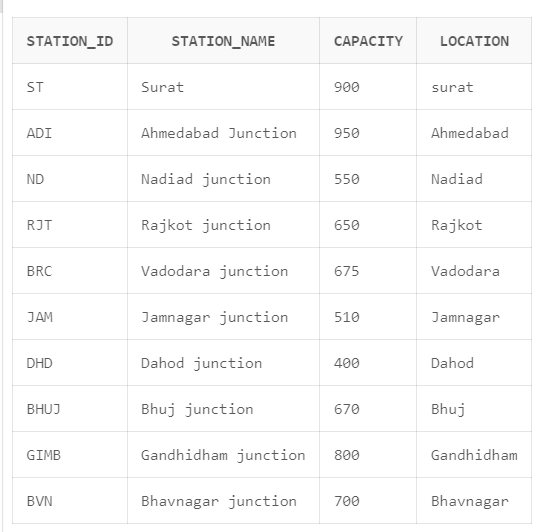 STATION_ID STATION_NAME CAPACITY LOCATION
ST Surat 900 surat
ADI Ahmedabad Junction 950 Ahmedabad
ND Nadiad junction 550 Nadiad
RJT Rajkot junction 650 Rajkot
BRC Vadodara junction 675 Vadodara
JAM Jamnagar junction 510 Jamnagar
DHD Dahod junction 400 Dahod
BHUJ Bhuj junction 670 Bhuj
GIMB Gandhidham junction 800 Gandhidham
BVN Bhavnagar junction 700 Bhavnagar